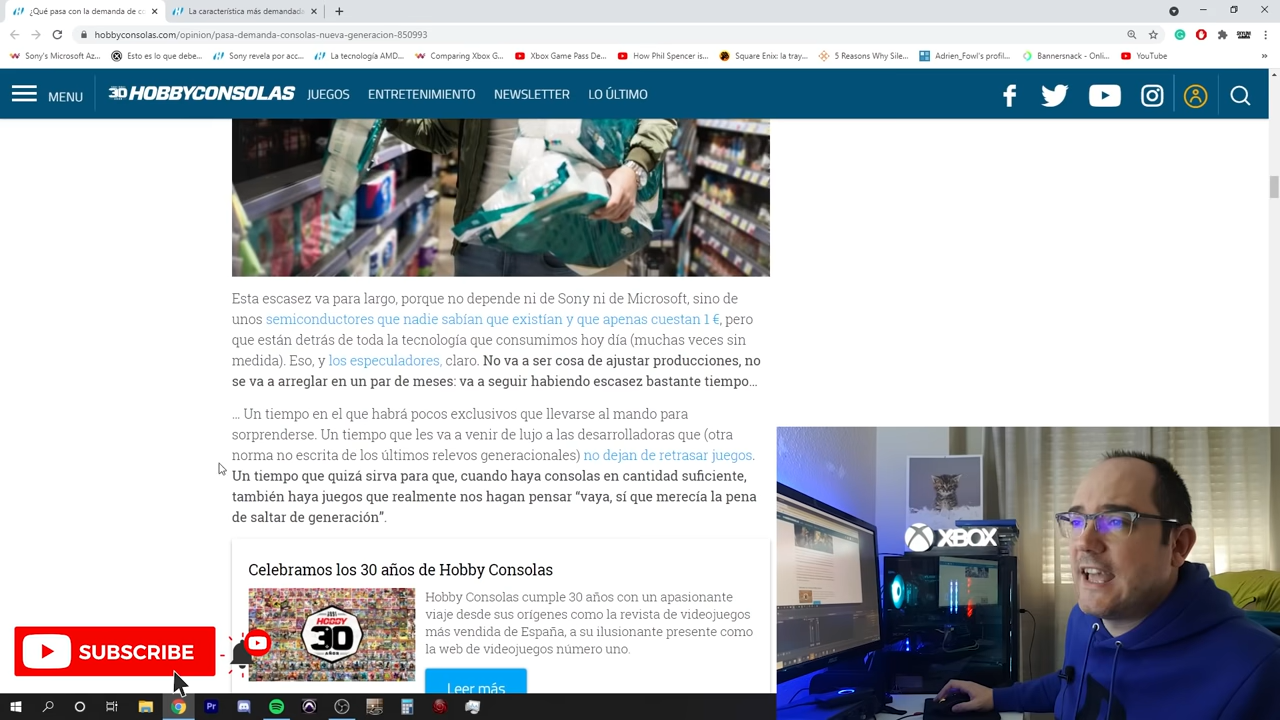 ¿Qué pasa con la demanda de co
La característica más demandada
hobbyconsolas.com/opinion/pasa-demanda-consolas-nueva-generacion-850993
Sony's Microsoft Az...
Esto es lo que debe...
Sony revela por acc...
La tecnología AMD...
Comparing Xbox G...
Xbox Game Pass De...
How Phil Spencer is...
Square Enix: la tray...
5 Reasons Why Sile...
Adrien_Fowl's profil...
Bannersnack - Onli...
YouTube
MENU
30 HOBBYCONSOLAS
JUEGOS
ENTRETENIMIENTO
NEWSLETTER
LO ÚLTIMO
Esta escasez va para largo, porque no depende ni de Sony ni de Microsoft, sino de
unos semiconductores que nadie sabían que existían y que apenas cuestan 1 €, pero
que están detrás de toda la tecnología que consumimos hoy día (muchas veces sin
medida). Eso, y los especuladores, claro. No va a ser cosa de ajustar producciones, no
se va a arreglar en un par de meses: va a seguir habiendo escasez bastante tiempo...
... Un tiempo en el que habrá pocos exclusivos que llevarse al mando para
sorprenderse. Un tiempo que les va a venir de lujo a las desarrolladoras que (otra
norma no escrita de los últimos relevos generacionales) no dejan de retrasar juegos.
Un tiempo que quizá sirva para que, cuando haya consolas en cantidad suficiente,
también haya juegos que realmente nos hagan pensar “vaya, sí que merecía la pena
de saltar de generación”.
Celebramos los 30 años de Hobby Consolas
HOBBY
30
AÑOS
Hobby Consolas cumple 30 años con un apasionante
viaje desde sus orígenes como la revista de videojuegos
más vendida de España, a su ilusionante presente como
la web de videojuegos número uno.
Leer más
SUBSCRIBE
XBOX